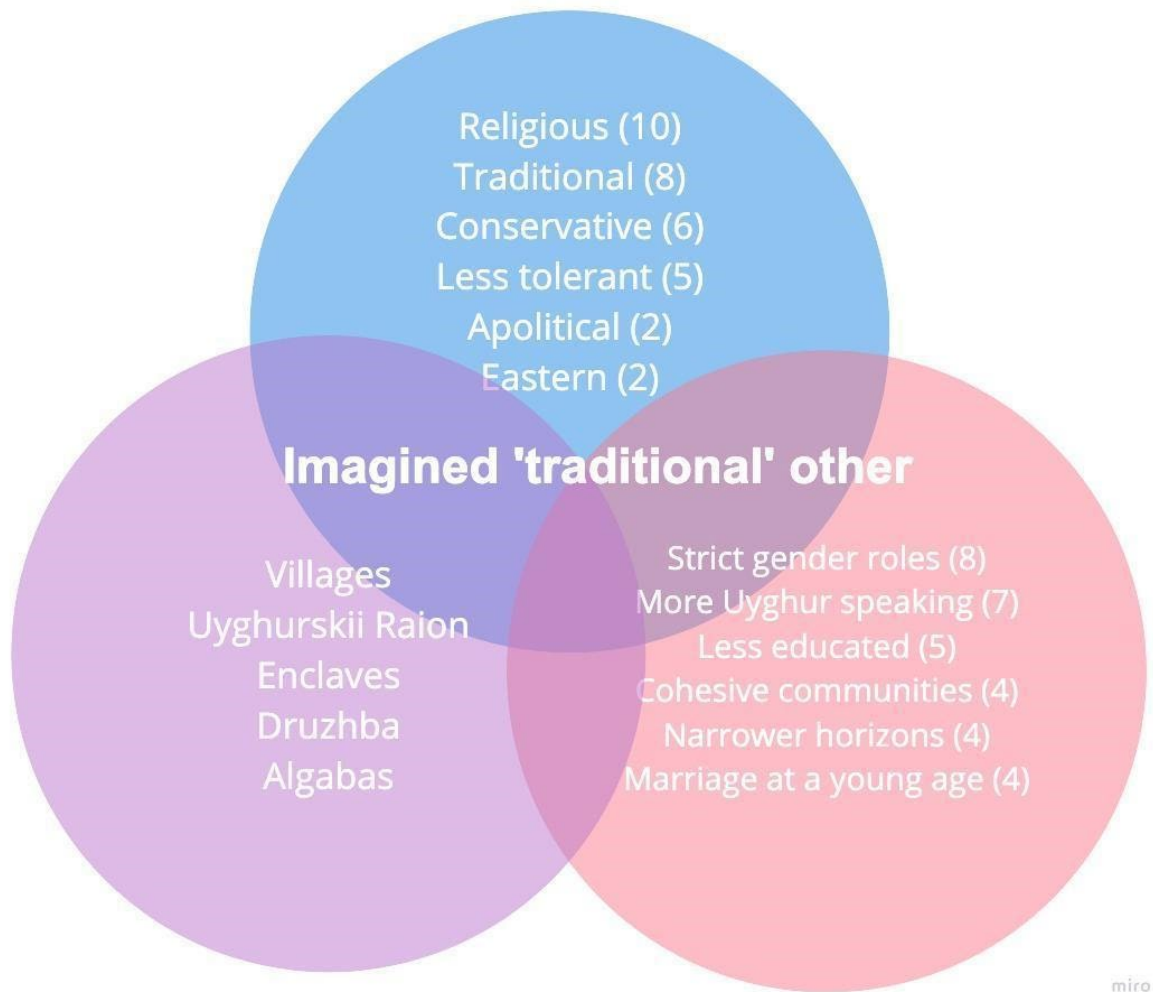 Religious (10)
Traditional (8)
Conservative (6)
Less tolerant (5)
Apolitical (2)
Eastern (2)
Imagined 'traditional' other
Villages
Uyghurskii Raion
Enclaves
Druzhba
Algabas
Strict gender roles (8)
More Uyghur speaking (7)
Less educated (5)
Cohesive communities (4)
Narrower horizons (4)
Marriage at a young age (4)
miro